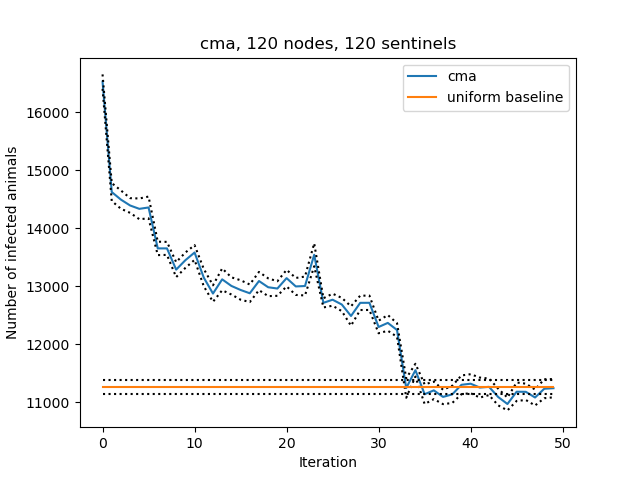 cma, 120 nodes, 120 sentinels
cma
uniform baseline
Number of infected animals
16000
15000
14000
13000
12000
11000
0
10
20
30
40
50
Iteration